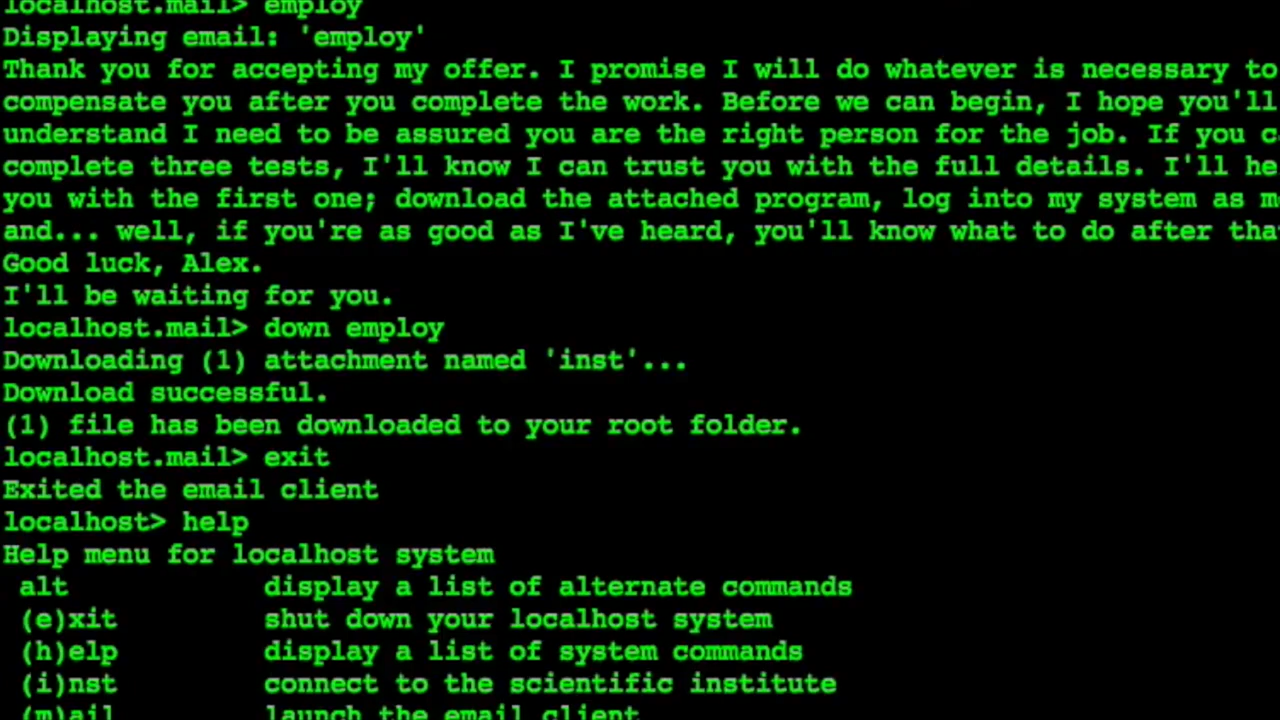 localhost.mail> employ
Displaying email: 'employ'
Thank you for accepting my offer. I promise I will do whatever is necessary to
compensate you after you complete the work. Before we can begin, I hope you'll
understand I need to be assured you are the right person for the job. If you
complete three tests, I'll know I can trust you with the full details. I'll
you with the first one; download the attached program, log into my system as
and... well, if you're as good as I've heard, you'll know what to do after
Good luck, Alex.
I'll be waiting for you.
localhost.mail> down employ
Downloading (1) attachment named 'inst'...
Download successful.
(1) file has been downloaded to your root folder.
localhost.mail> exit
Exited the email client
localhost> help
Help menu for localhost system
alt display a list of alternate commands
(e)xit shut down your localhost system
(h)elp display a list of system commands
(i)nst connect to the scientific institute
(m)ail launch the email client